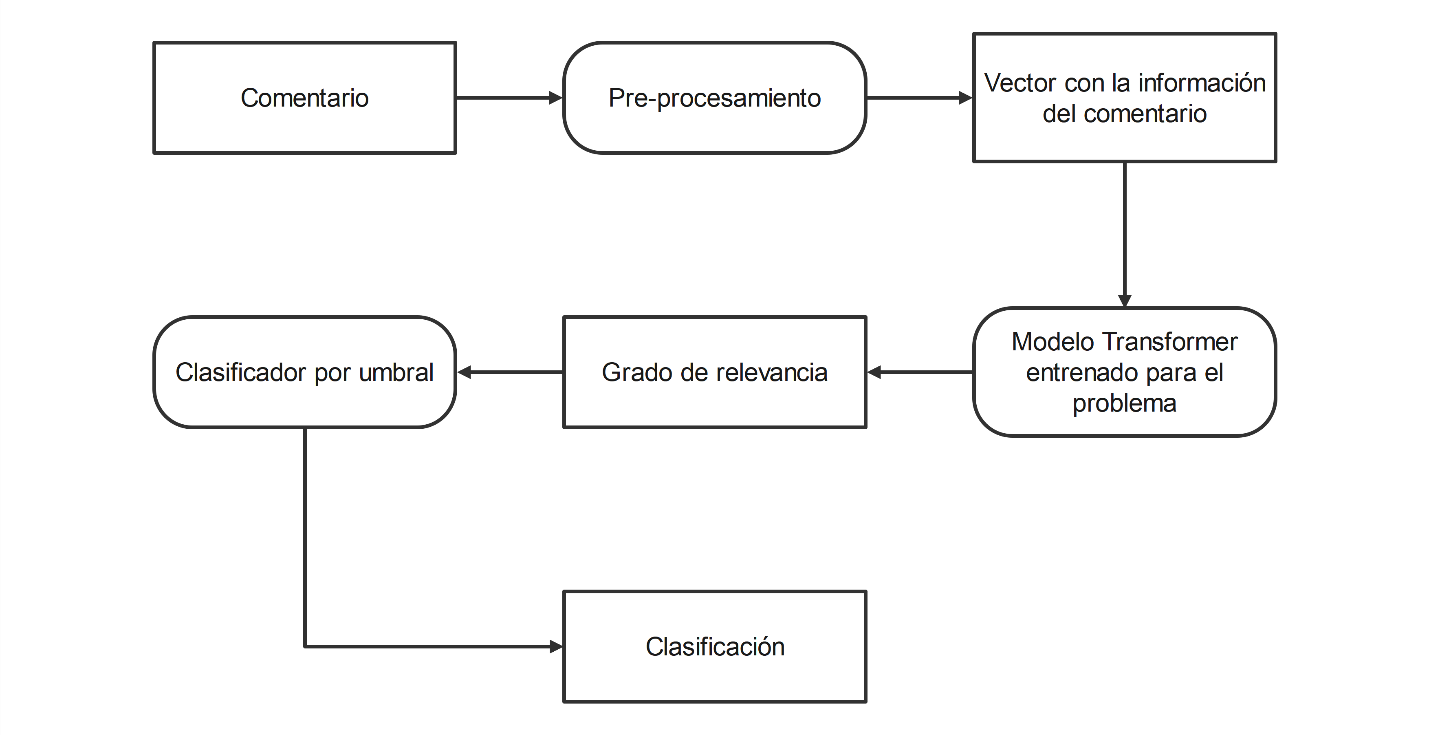 Comentario
Pre-procesamiento
Vector con la información
del comentario
Modelo Transformer
entrenado para el
problema
Grado de relevancia
Clasificador por umbral
Clasificación